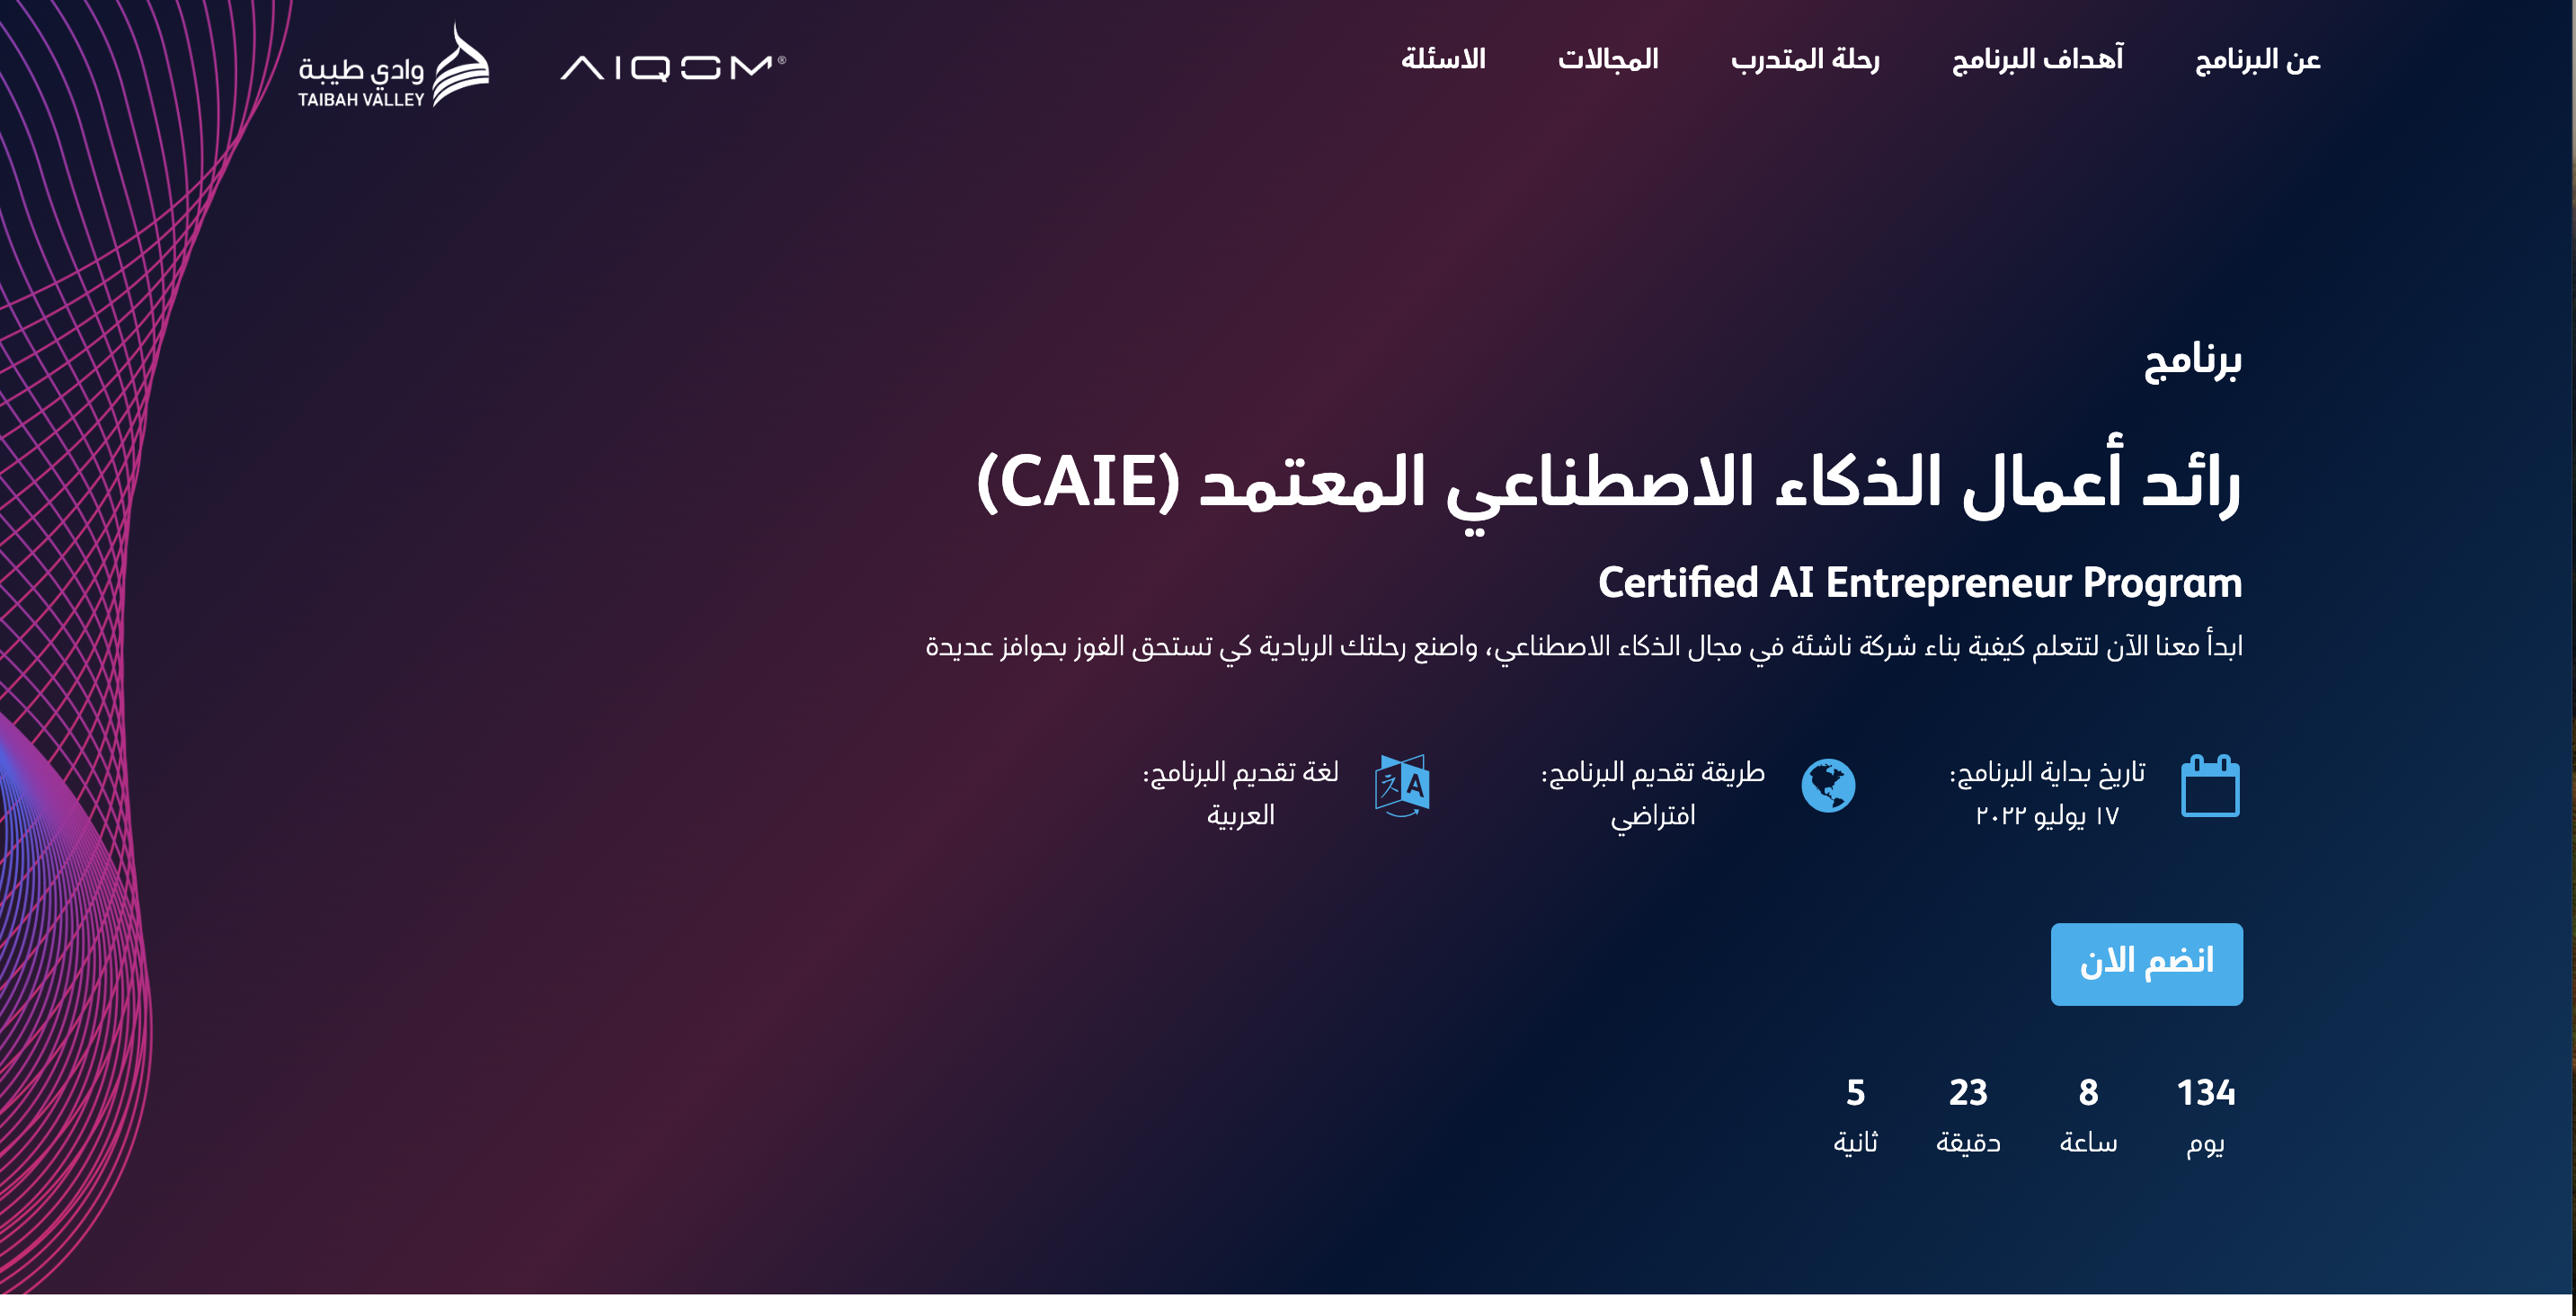 عن البرنامج
آهداف البرنامج
رحلة المتدرب
المجالات
الاسئلة
AIQOM®
وادي طيبة
TAIBAH VALLEY
برنامج
رائد أعمال الذكاء الاصطناعي المعتمد (CAIE)
Certified AI Entrepreneur Program
ابدأ معنا الآن لتتعلم كيفية بناء شركة ناشئة في مجال الذكاء الاصطناعي، واصنع رحلتك الريادية كي تستحق الفوز بحوافز عديدة
تاريخ بداية البرنامج:
١٧ يوليو ٢٠٢٢
طريقة تقديم البرنامج:
افتراضي
لغة تقديم البرنامج:
العربية
انضم الان
134
يوم
8
ساعة
23
دقيقة
5
ثانية